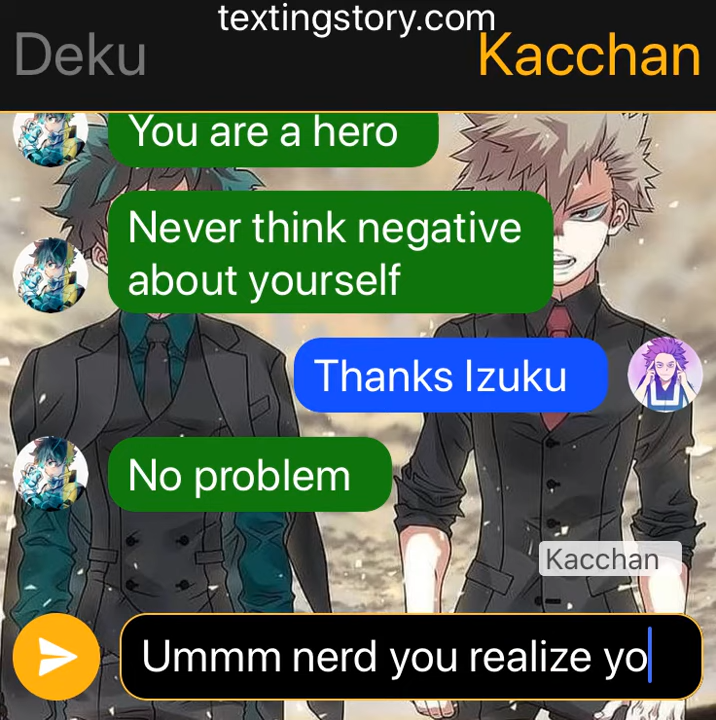 textingstory.com
Deku
Kacchan
You are a hero
Never think negative
about yourself
Thanks Izuku
No problem
Kacchan
Ummm nerd you realize yo